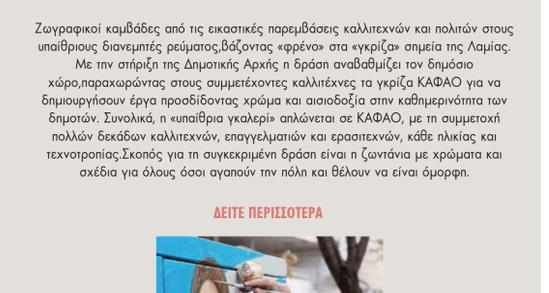 Ζωγραφικοί καμβάδες από τις εικαστικές παρεμβάσεις καλλιτεχνών και πολιτών στους
υπαίθριους διανεμητές ρεύματος,βάζοντας «φρένο» στα «γκρίζα» σημεία της Λαμίας.
Με την στήριξη της Δημοτικής Αρχής η δράση αναβαθμίζει τον δημόσιο
χώρο,παραχωρώντας στους συμμετέχοντες καλλιτέχνες τα γκρίζα ΚΑΦΑΟ για να
δημιουργήσουν έργα προσδίδοντας χρώμα και αισιοδοξία στην καθημερινότητα των
δημοτών. Συνολικά, η «υπαίθρια γκαλερί» απλώνεται σε ΚΑΦΑΟ, με τη συμμετοχή
πολλών δεκάδων καλλιτεχνών, επαγγελματιών και ερασιτεχνών, κάθε ηλικίας και
τεχνοτροπίας.Σκοπός για τη συγκεκριμένη δράση είναι η ζωντάνια με χρώματα και
σχέδια για όλους όσοι αγαπούν την πόλη και θέλουν να είναι όμορφη.
ΔΕΙΤΕ ΠΕΡΙΣΣΟΤΕΡΑ